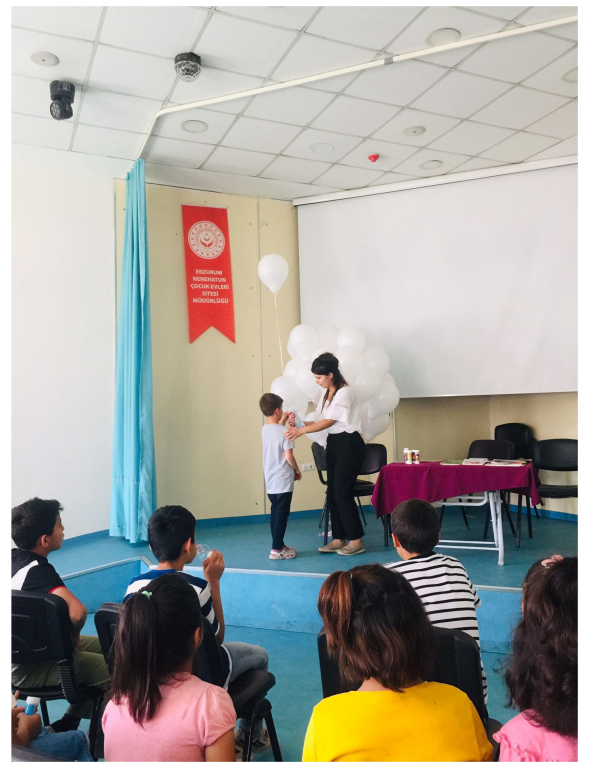 ERZURUM
NENEHATUN
ÇOCUK EVLERİ
SİTESİ
MÜDÜRLÜĞÜ